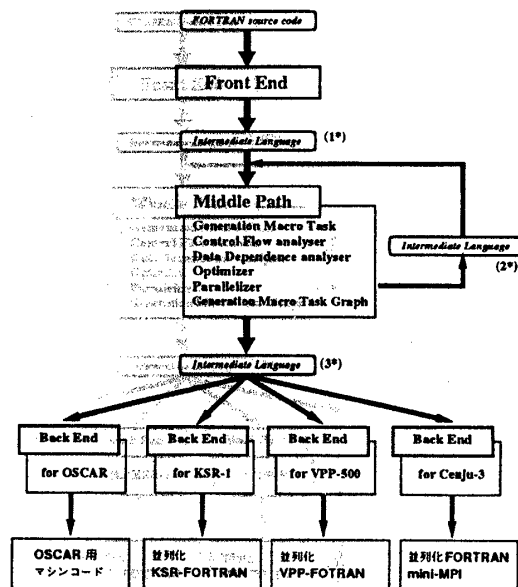 FORTRAN source code
Front End
Intermediate Language (1*)
Middle Path
Generation Macro Task
Control Flow analyser
Data Dependence analyser
Optimizer
Parallelizer
Generation Macro Task Graph
Intermediate Language
(2*)
Intermediate Language (3*)
Back End
for OSCAR
Back End
for KSR-1
Back End
for VPP-500
Back End
for Cenju-3
OSCAR 用
マシンコード
並列化
KSR-FORTRAN
並列化
VPP-FOTRAN
並列化FORTRAN
mini-MPI